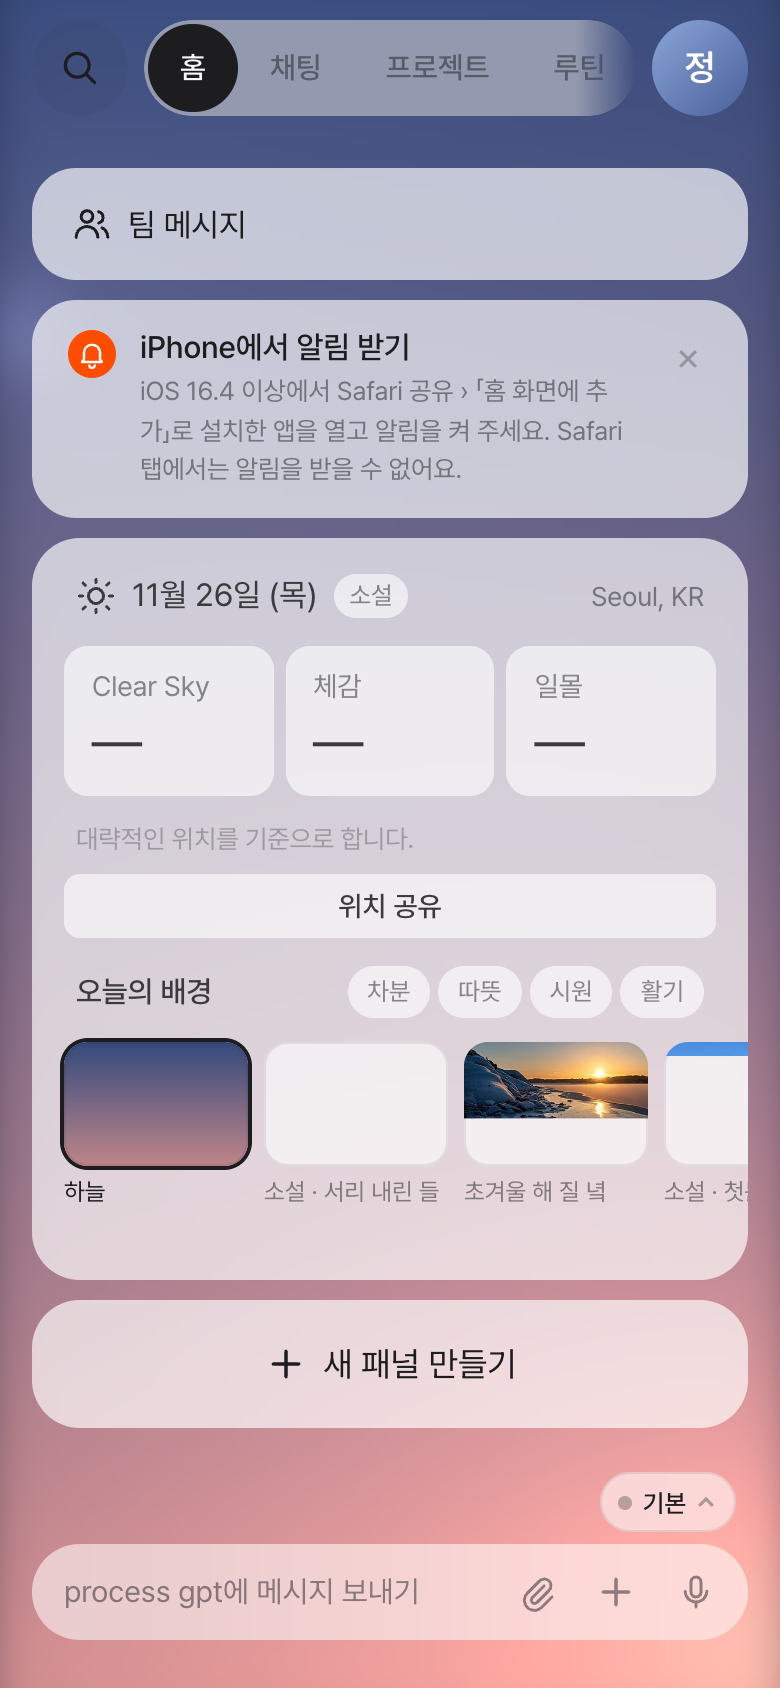 홈 채팅 프로젝트 루틴 정
팀 메시지
iPhone에서 알림 받기
iOS 16.4 이상에서 Safari 공유 › 「홈 화면에 추
가」로 설치한 앱을 열고 알림을 켜 주세요. Safari
탭에서는 알림을 받을 수 없어요.
11월 26일 (목) 소설 Seoul, KR
Clear Sky 체감 일몰
— — —
대략적인 위치를 기준으로 합니다.
위치 공유
오늘의 배경 차분 따뜻 시원 활기
하늘 소설 · 서리 내린 들 초겨울 해 질 녘 소설 · 첫
새 패널 만들기
기본
process gpt에 메시지 보내기